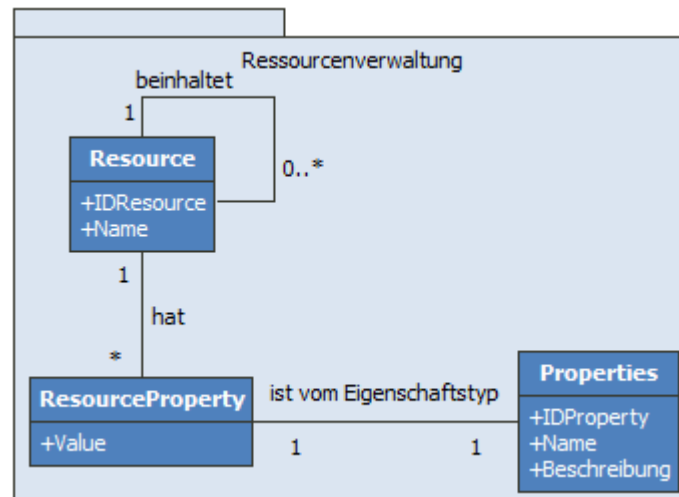 Ressourcenverwaltung
beinhaltet
1
Resource
0..*
+IDResource
+Name
1
hat
*
ResourceProperty
+Value
ist vom Eigenschaftstyp
1
1
Properties
+IDProperty
+Name
+Beschreibung